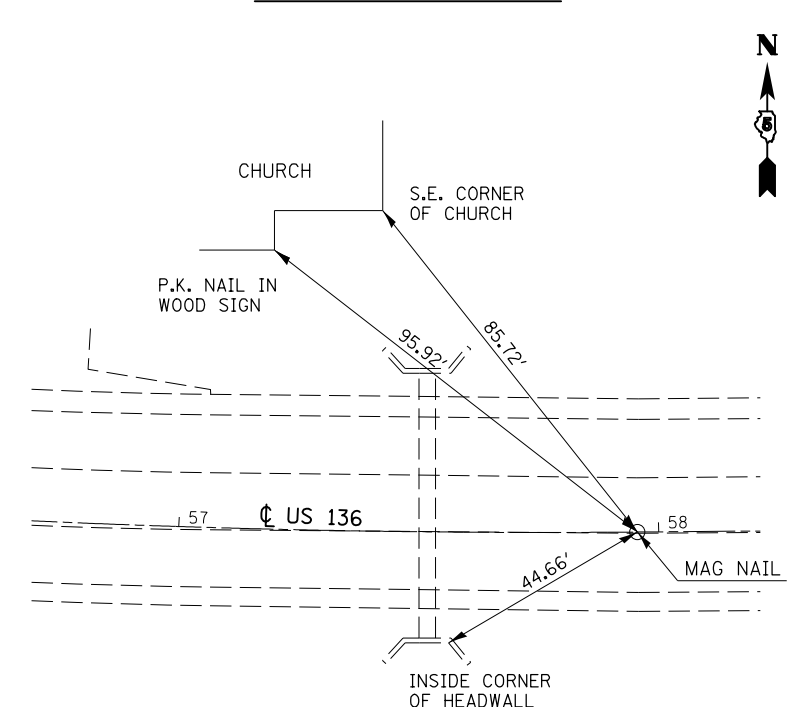 N
5
CHURCH
S.E. CORNER
OF CHURCH
P.K. NAIL IN
WOOD SIGN
95.92'
85.72'
57
℄ US 136
58
44.66'
MAG NAIL
INSIDE CORNER
OF HEADWALL